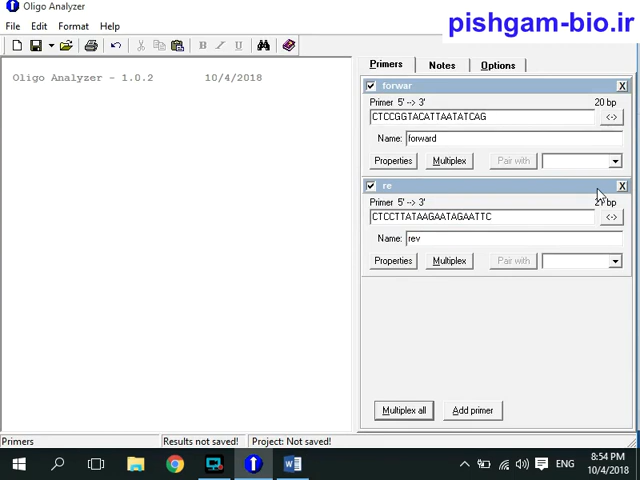 Oligo Analyzer
pishgam-bio.ir
File Edit Format Help
B U
Oligo Analyzer - 1.0.2 10/4/2018
Primers Notes Options
forwar X
Primer 5' --> 3' 20 bp
CTCCGGTACATTAATATCAG <->
Name: forward
Properties Multiplex Pair with
re X
Primer 5' --> 3' bp
CTCCTTATAAGAATAGAATTC <->
Name: rev
Properties Multiplex Pair with
Multiplex all Add primer
Primers Results not saved! Project: Not saved!
W
ENG
8:54 PM
10/4/2018